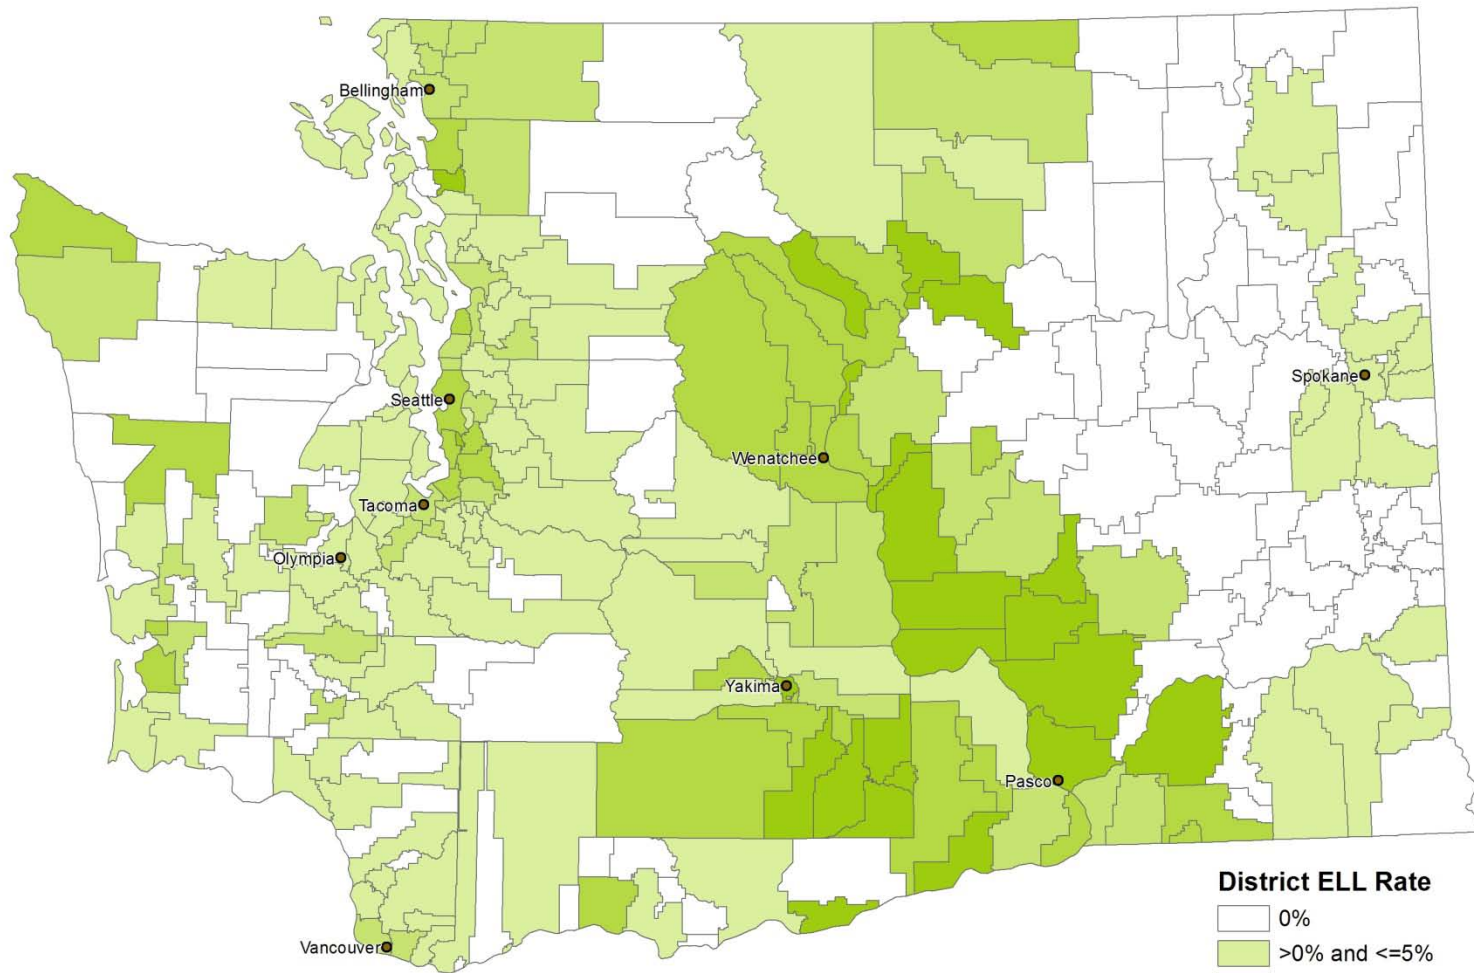 Bellingham
Seattle
Spokane
Wenatchee
Tacoma
Olympia
Yakima
Pasco
Vancouver
District ELL Rate
0%
>0% and <=5%